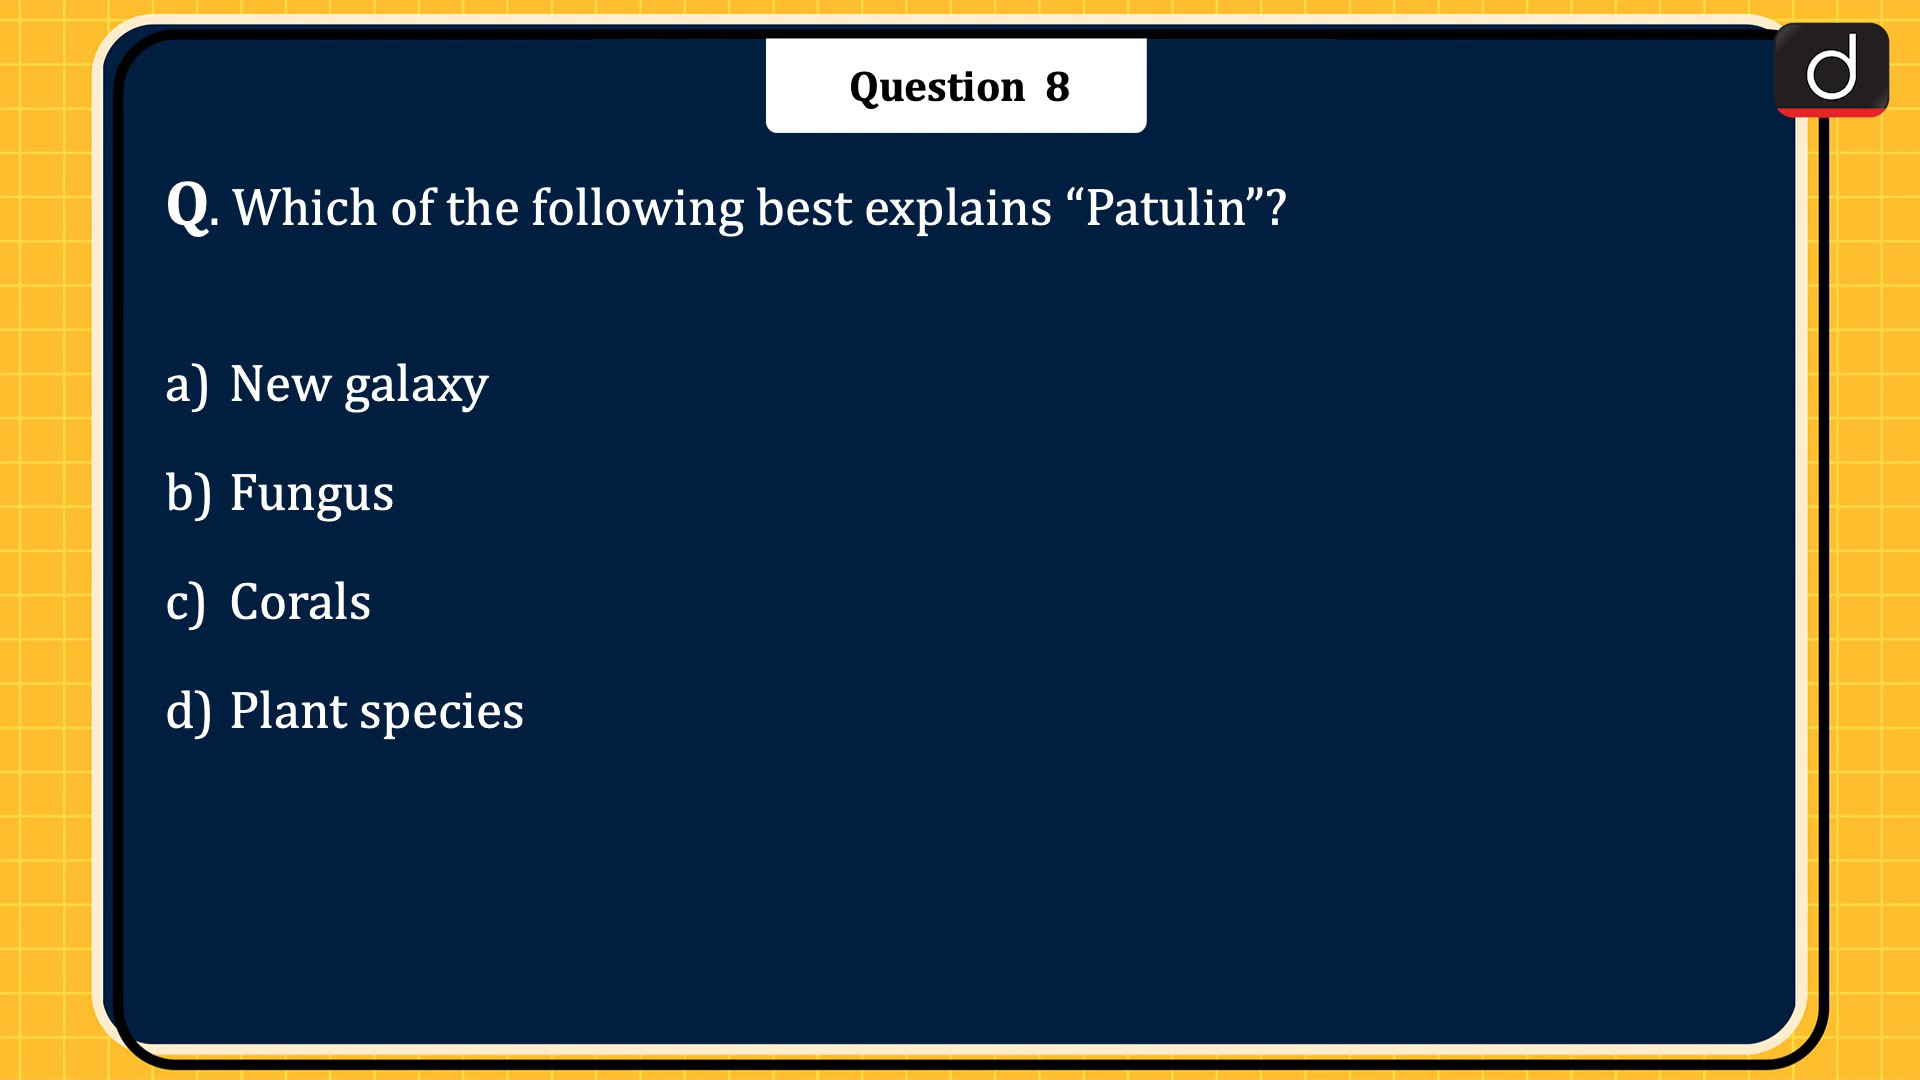 Question 8
Q. Which of the following best explains “Patulin”?
a) New galaxy
b) Fungus
c) Corals
d) Plant species
d